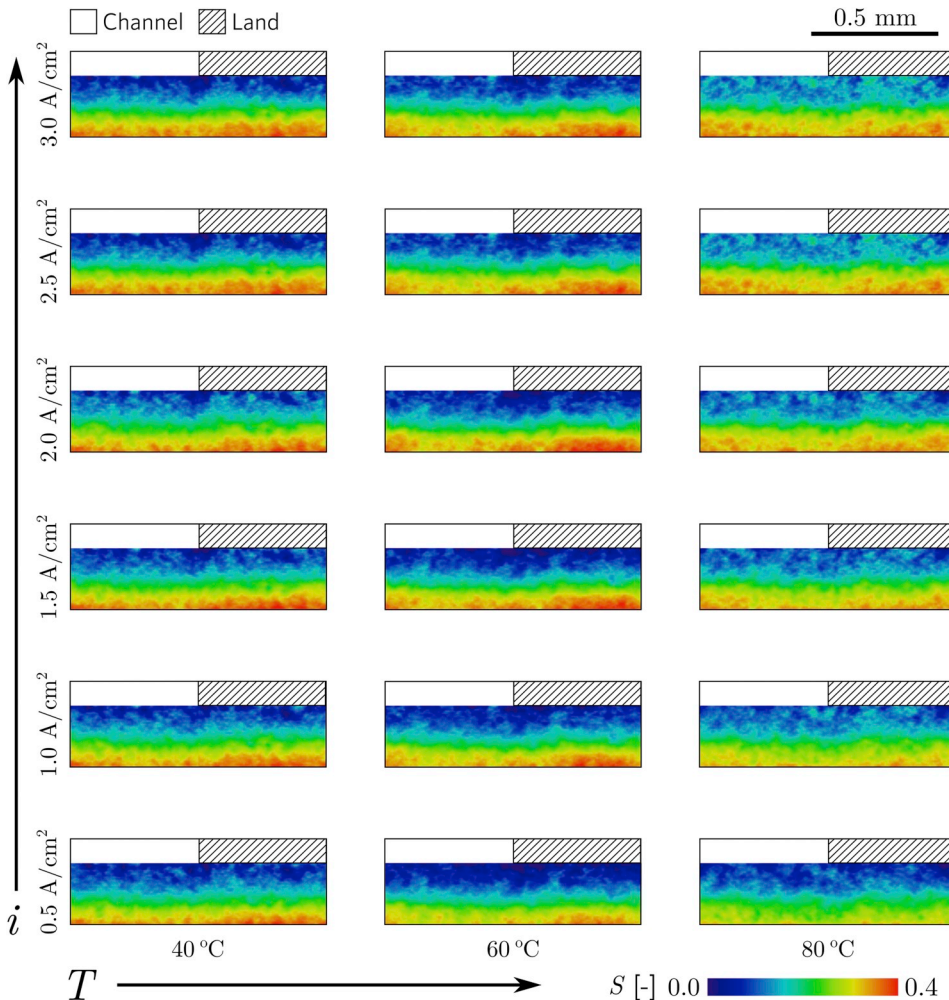 Channel Land 0.5 mm
3.0 A/cm²
2.5 A/cm²
2.0 A/cm²
1.5 A/cm²
1.0 A/cm²
0.5 A/cm²
i
40 °C 60 °C 80 °C
T S [-] 0.0 0.4